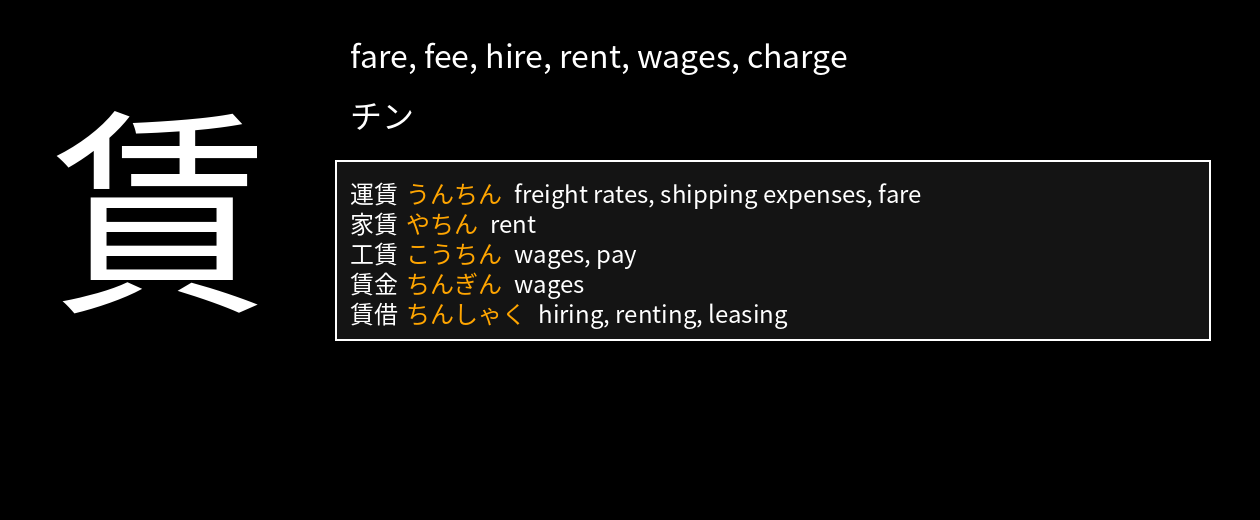 賃
fare, fee, hire, rent, wages, charge
チン
運賃 うんちん freight rates, shipping expenses, fare
家賃 やちん rent
工賃 こうちん wages, pay
賃金 ちんぎん wages
賃借 ちんしゃく hiring, renting, leasing